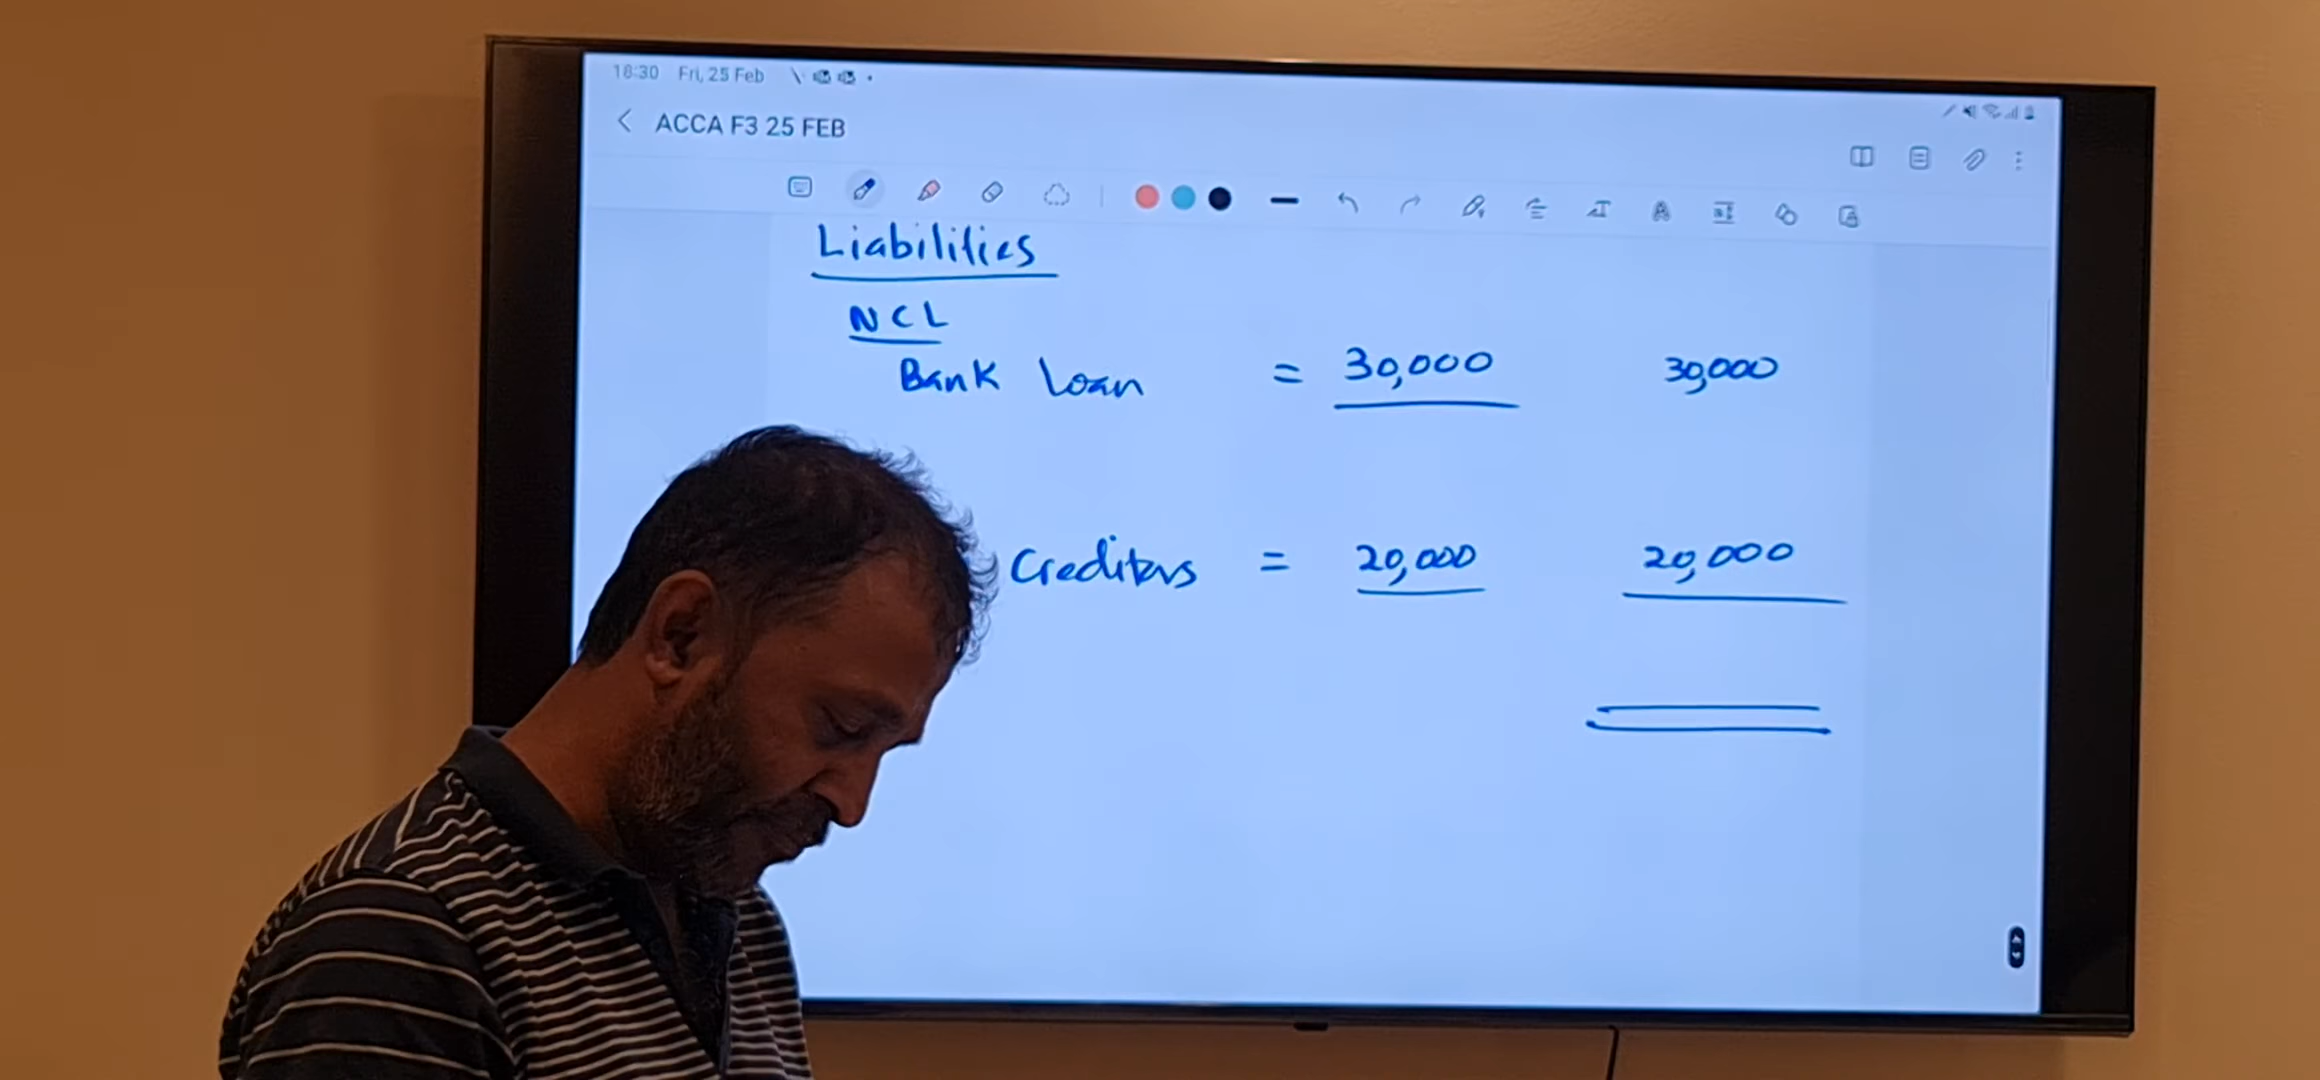 18:30 Fri, 25 Feb
ACCA F3 25 FEB
Liabilities
NCL
Bank Loan = 30,000 30,000
Creditors = 20,000 20,000